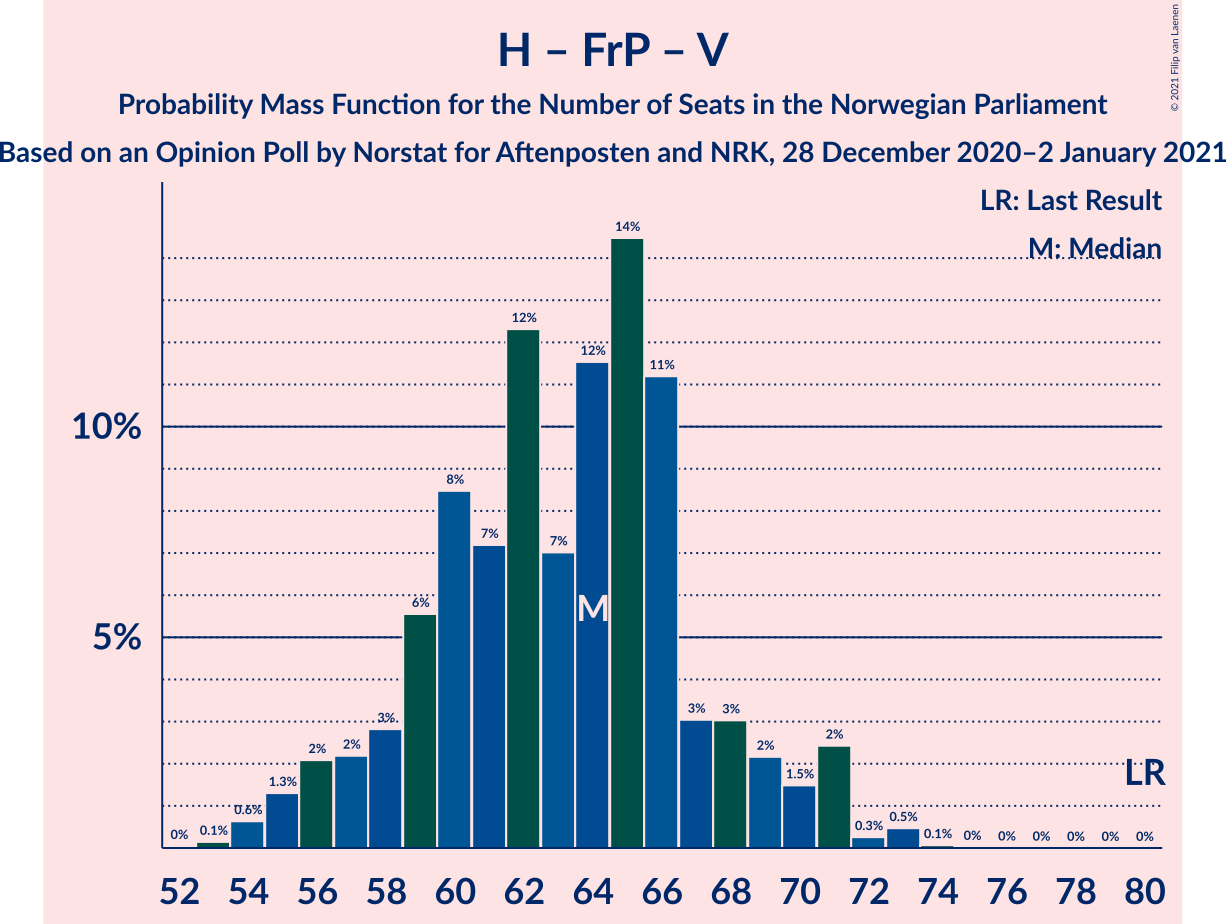 H – FrP – V
© 2021 Filip van Laenen
Probability Mass Function for the Number of Seats in the Norwegian Parliament
Based on an Opinion Poll by Norstat for Aftenposten and NRK, 28 December 2020–2 January 2021
LR: Last Result
M: Median
10%
5%
0% 0.1% 0.6% 1.3% 2% 2% 3% 6% 8% 7% 12% 7% 12% 14% 11% 3% 3% 2% 1.5% 2% 0.3% 0.5% 0.1% 0% 0% 0% 0% 0% 0%
M
LR
52 54 56 58 60 62 64 66 68 70 72 74 76 78 80